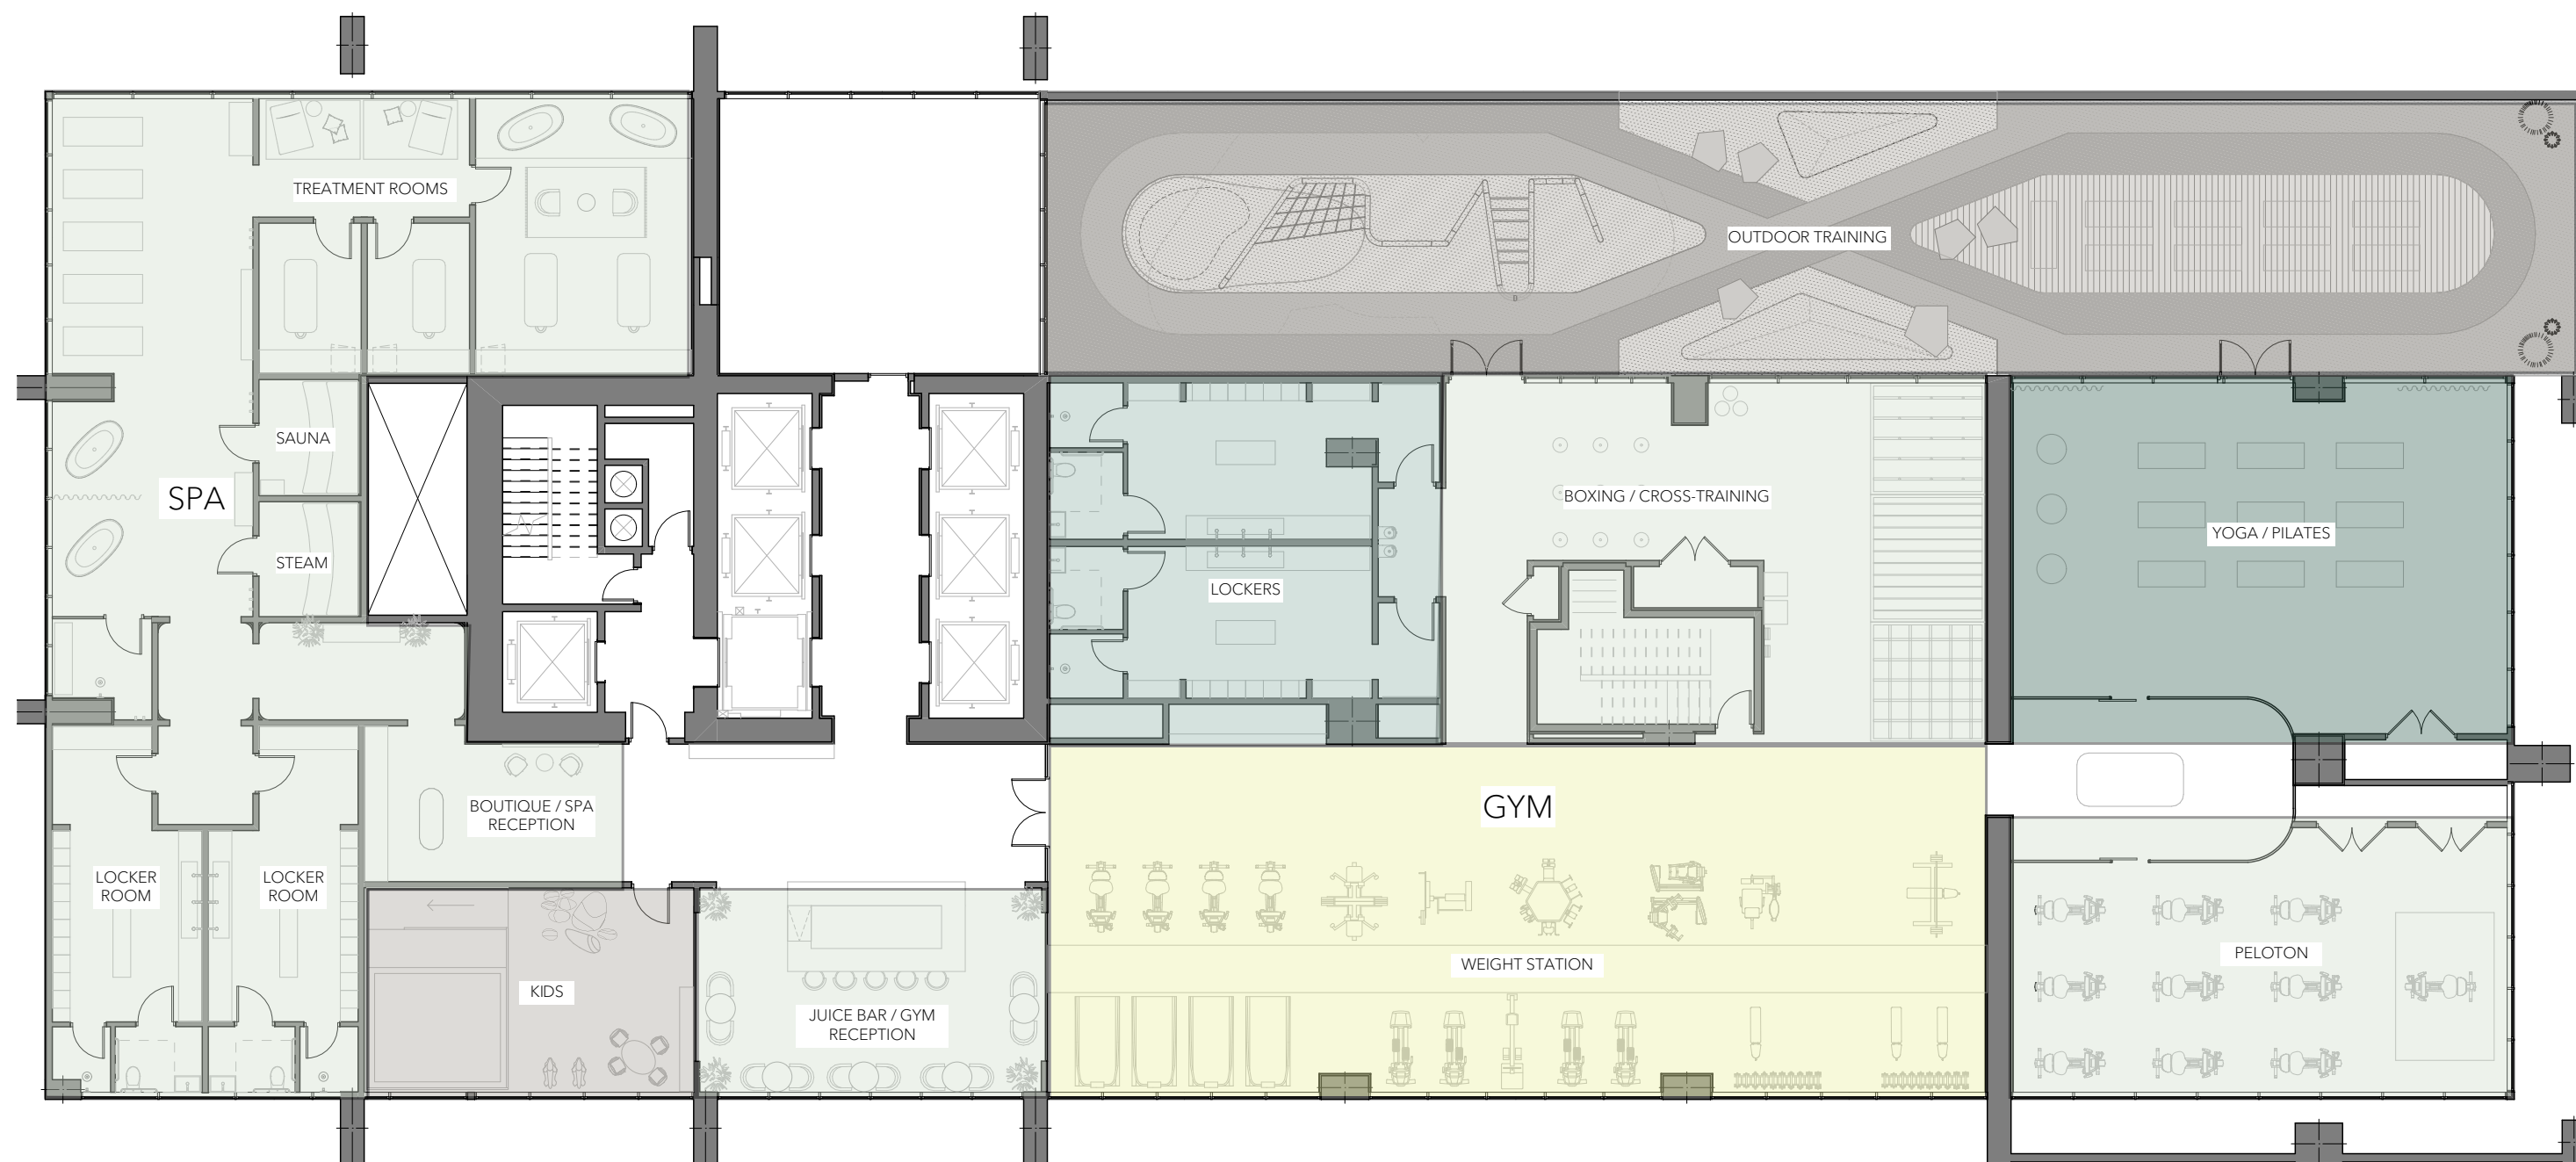 TREATMENT ROOMS
OUTDOOR TRAINING
SAUNA
SPA
STEAM
BOXING / CROSS-TRAINING
YOGA / PILATES
LOCKERS
BOUTIQUE / SPA
RECEPTION
GYM
LOCKER
ROOM
LOCKER
ROOM
KIDS
JUICE BAR / GYM
RECEPTION
WEIGHT STATION
PELOTON